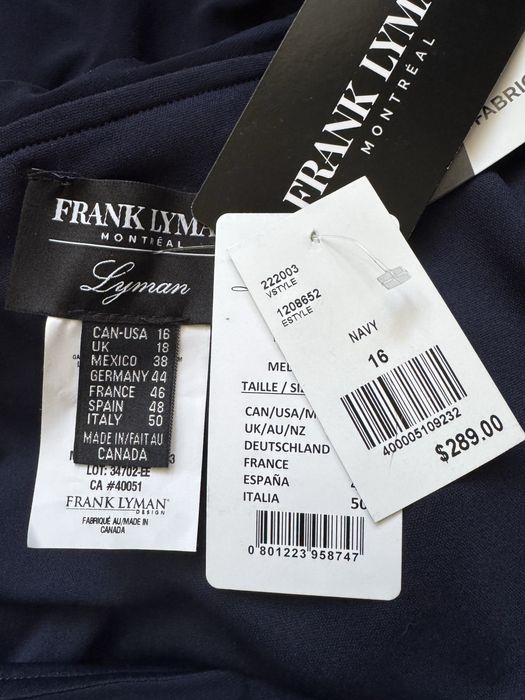 FRANK LYM
MONTRÉAL
FABRIC
FRANK LYMA
MONTRÉAL
Lyman
CAN-USA 16
UK 18
MEXICO 38
GERMANY 44
FRANCE 46
SPAIN 48
ITALY 50
MADE IN/FAIT AU
CANADA
LOT: 34702-EE
CA #40051
FRANK LYMAN
DESIGN
FABRIQUÉ AU/MADE IN
CANADA
TAILLE / SI
CAN/USA/M
UK/AU/NZ
DEUTSCHLAND
FRANCE
ESPAÑA
ITALIA 50
0 801223 958747
222003
VSTYLE
1208652
ESTYLE
NAVY
16
400005109232
$289.00